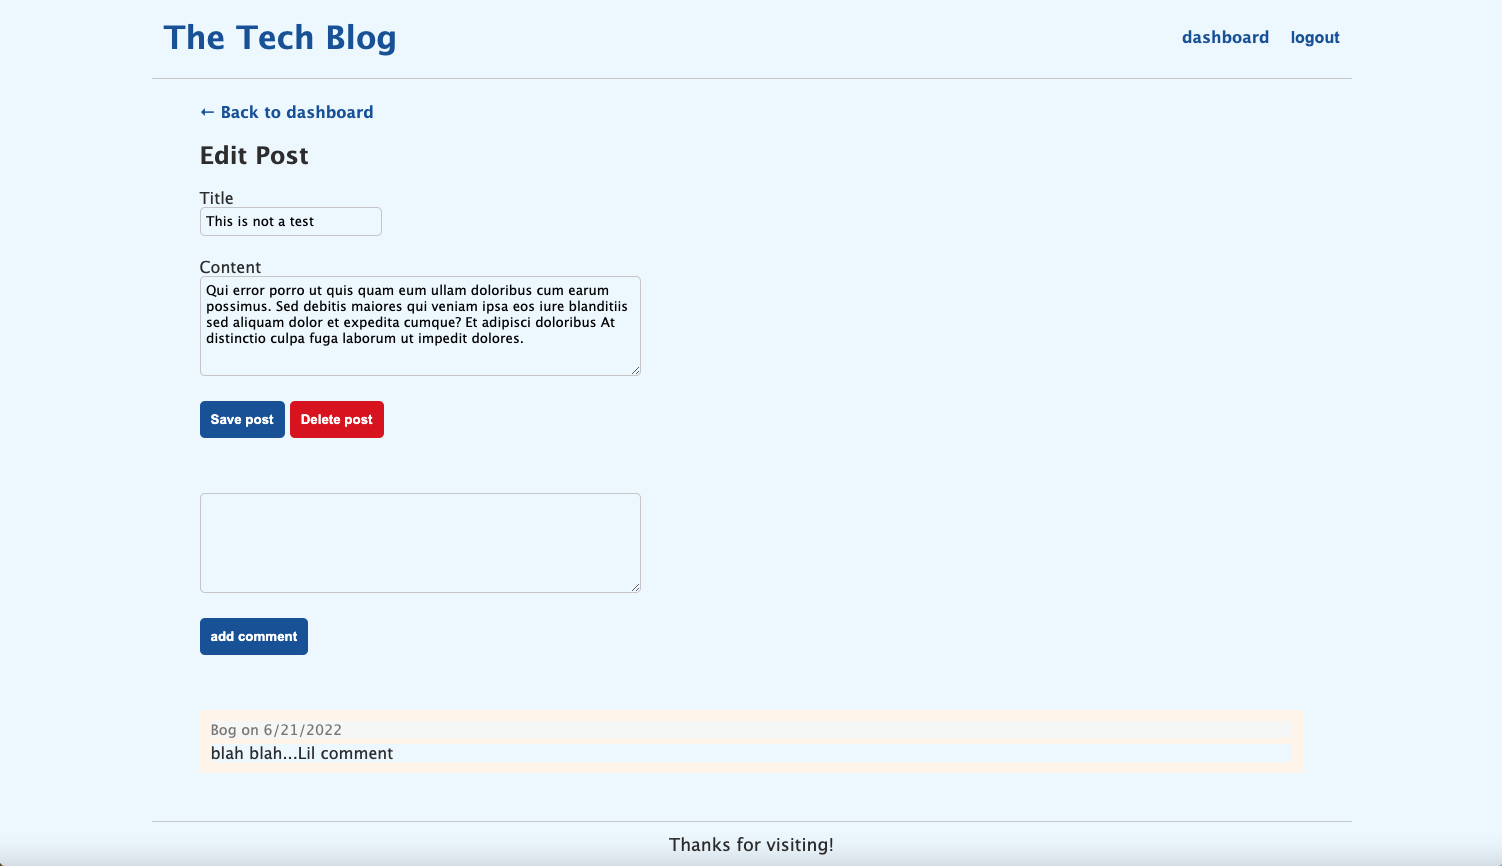 The Tech Blog
dashboard logout
← Back to dashboard
Edit Post
Title
This is not a test
Content
Qui error porro ut quis quam eum ullam doloribus cum earum
possimus. Sed debitis maiores qui veniam ipsa eos iure blanditiis
sed aliquam dolor et expedita cumque? Et adipisci doloribus At
distinctio culpa fuga laborum ut impedit dolores.
Save post Delete post
add comment
Bog on 6/21/2022
blah blah...Lil comment
Thanks for visiting!